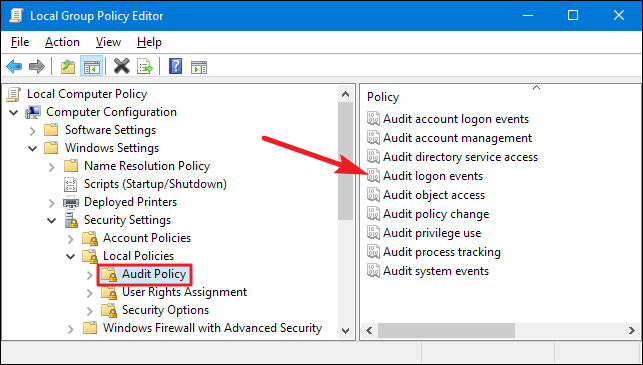 Local Group Policy Editor
File Action View Help
Local Computer Policy
Computer Configuration
Software Settings
Windows Settings
Name Resolution Policy
Scripts (Startup/Shutdown)
Deployed Printers
Security Settings
Account Policies
Local Policies
Audit Policy
User Rights Assignment
Security Options
Windows Firewall with Advanced Security
Policy
Audit account logon events
Audit account management
Audit directory service access
Audit logon events
Audit object access
Audit policy change
Audit privilege use
Audit process tracking
Audit system events